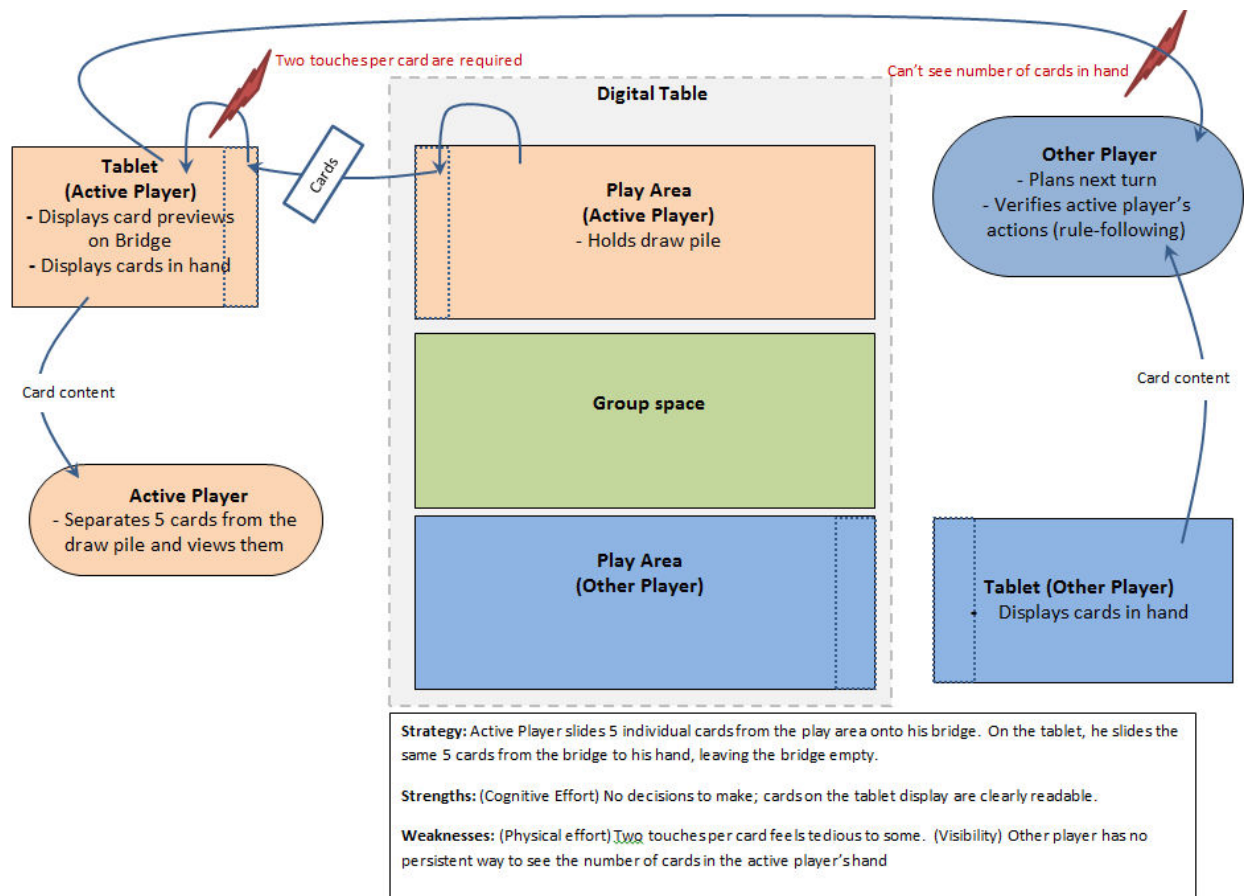 Two touches per card are required
Can't see number of cards in hand
Digital Table
Tablet
(Active Player)
- Displays card previews
on Bridge
- Displays cards in hand
Cards
Play Area
(Active Player)
- Holds draw pile
Other Player
- Plans next turn
- Verifies active player's
actions (rule-following)
Card content
Group space
Card content
Active Player
- Separates 5 cards from the
draw pile and views them
Play Area
(Other Player)
Tablet (Other Player)
- Displays cards in hand
Strategy: Active Player slides 5 individual cards from the play area onto his bridge. On the tablet, he slides the
same 5 cards from the bridge to his hand, leaving the bridge empty.
Strengths: (Cognitive Effort) No decisions to make; cards on the tablet display are clearly readable.
Weaknesses: (Physical effort) Two touches per card feels tedious to some. (Visibility) Other player has no
persistent way to see the number of cards in the active player's hand